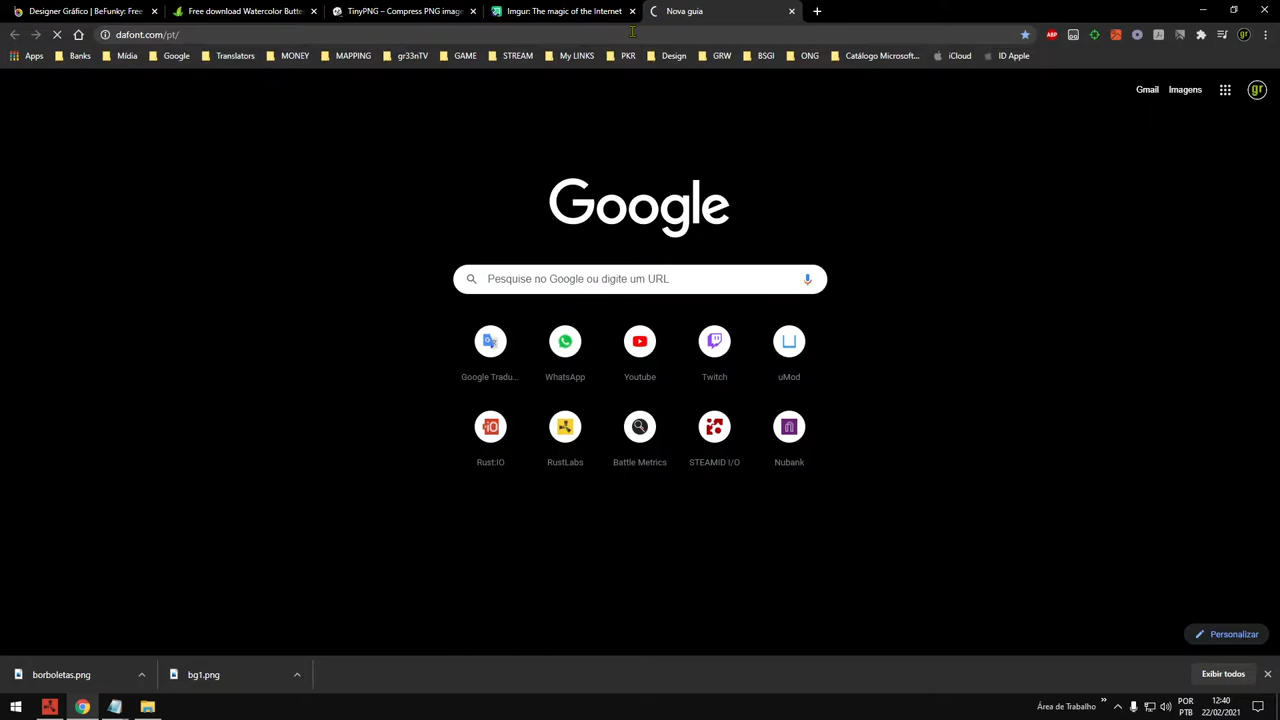 Designer Gráfico | BeFunky: Free Free download Watercolor Butte TinyPNG – Compress PNG image Imgur: The magic of the Internet Nova guia
dafont.com/pt/ ABP gr
Apps Banks Mídia Google Translators MONEY gr33nTV GAME STREAM My LINKS PKR Design GRW BSGI ONG Catálogo Microsoft... iCloud ID Apple
Gmail Imagens gr
Google
Pesquise no Google ou digite um URL
Google Tradu... WhatsApp Youtube Twitch uMod
iO
Rust:IO RustLabs Battle Metrics STEAMID I/O Nubank
Personalizar
borboletas.png bg1.png Exibir todos
Área de Trabalho POR 12:40
PTB 22/02/2021